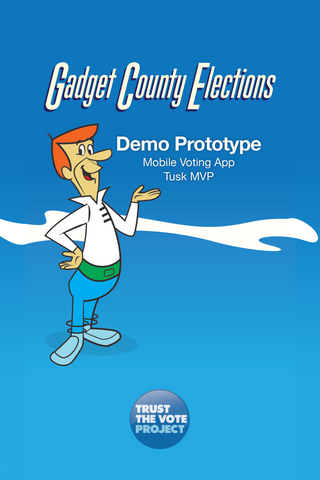 Gadget County Elections
Demo Prototype
Mobile Voting App
Tusk MVP
TRUST
THE VOTE
PROJECT